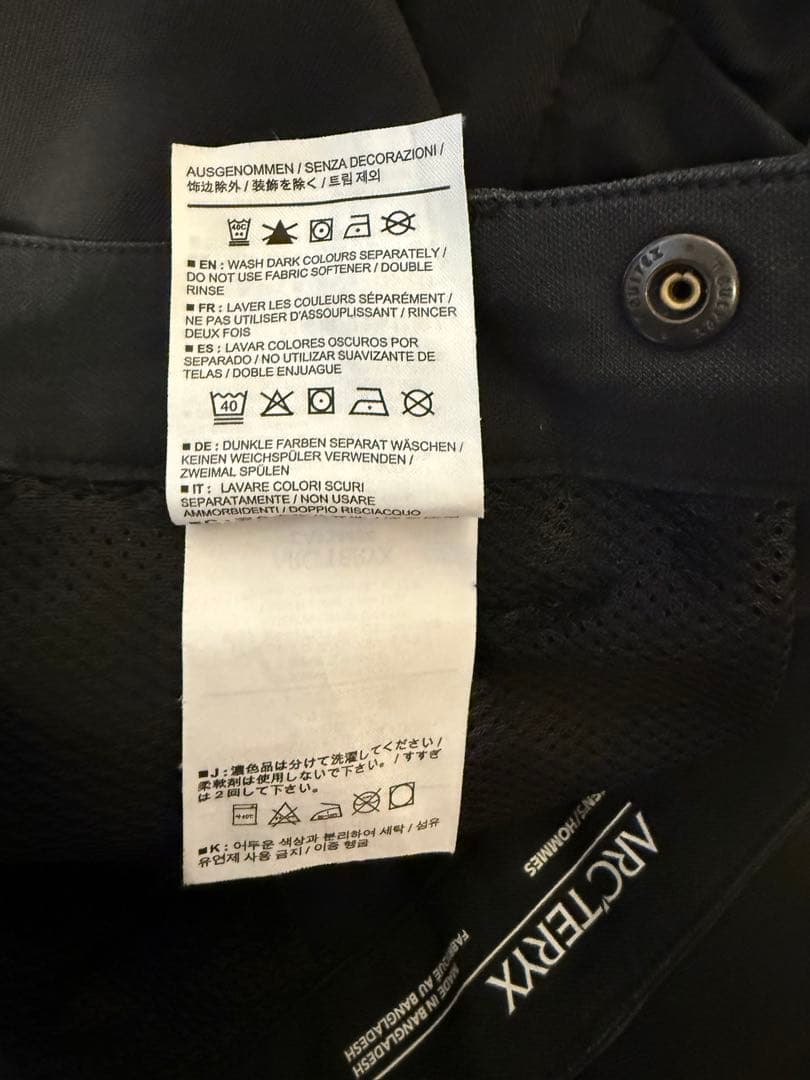 AUSGENOMMEN / SENZA DECORAZIONI /
饰边除外 / 装飾を除く / 트림 제외
40C
■ EN : WASH DARK COLOURS SEPARATELY /
DO NOT USE FABRIC SOFTENER / DOUBLE
RINSE
■ FR : LAVER LES COULEURS SÉPARÉMENT /
NE PAS UTILISER D'ASSOUPLISSANT / RINCER
DEUX FOIS
■ ES : LAVAR COLORES OSCUROS POR
SEPARADO / NO UTILIZAR SUAVIZANTE DE
TELAS / DOBLE ENJUAGUE
40
■ DE : DUNKLE FARBEN SEPARAT WÄSCHEN /
KEINEN WEICHSPÜLER VERWENDEN /
ZWEIMAL SPÜLEN
■ IT : LAVARE COLORI SCURI
SEPARATAMENTE / NON USARE
AMMORBIDENTI / DOPPIO RISCIACQUO
■J : 濃色品は分けて洗濯してください /
柔軟剤は使用しないで下さい。 / すすぎ
は2回して下さい。
■K : 어두운 색상과 분리하여 세탁 / 섬유
유연제 사용 금지 / 이중 헹굼
ARC'TERYX
/HOMMES
MADE IN BANGLADESH
FABRIQUÉ AU BANGLADESH